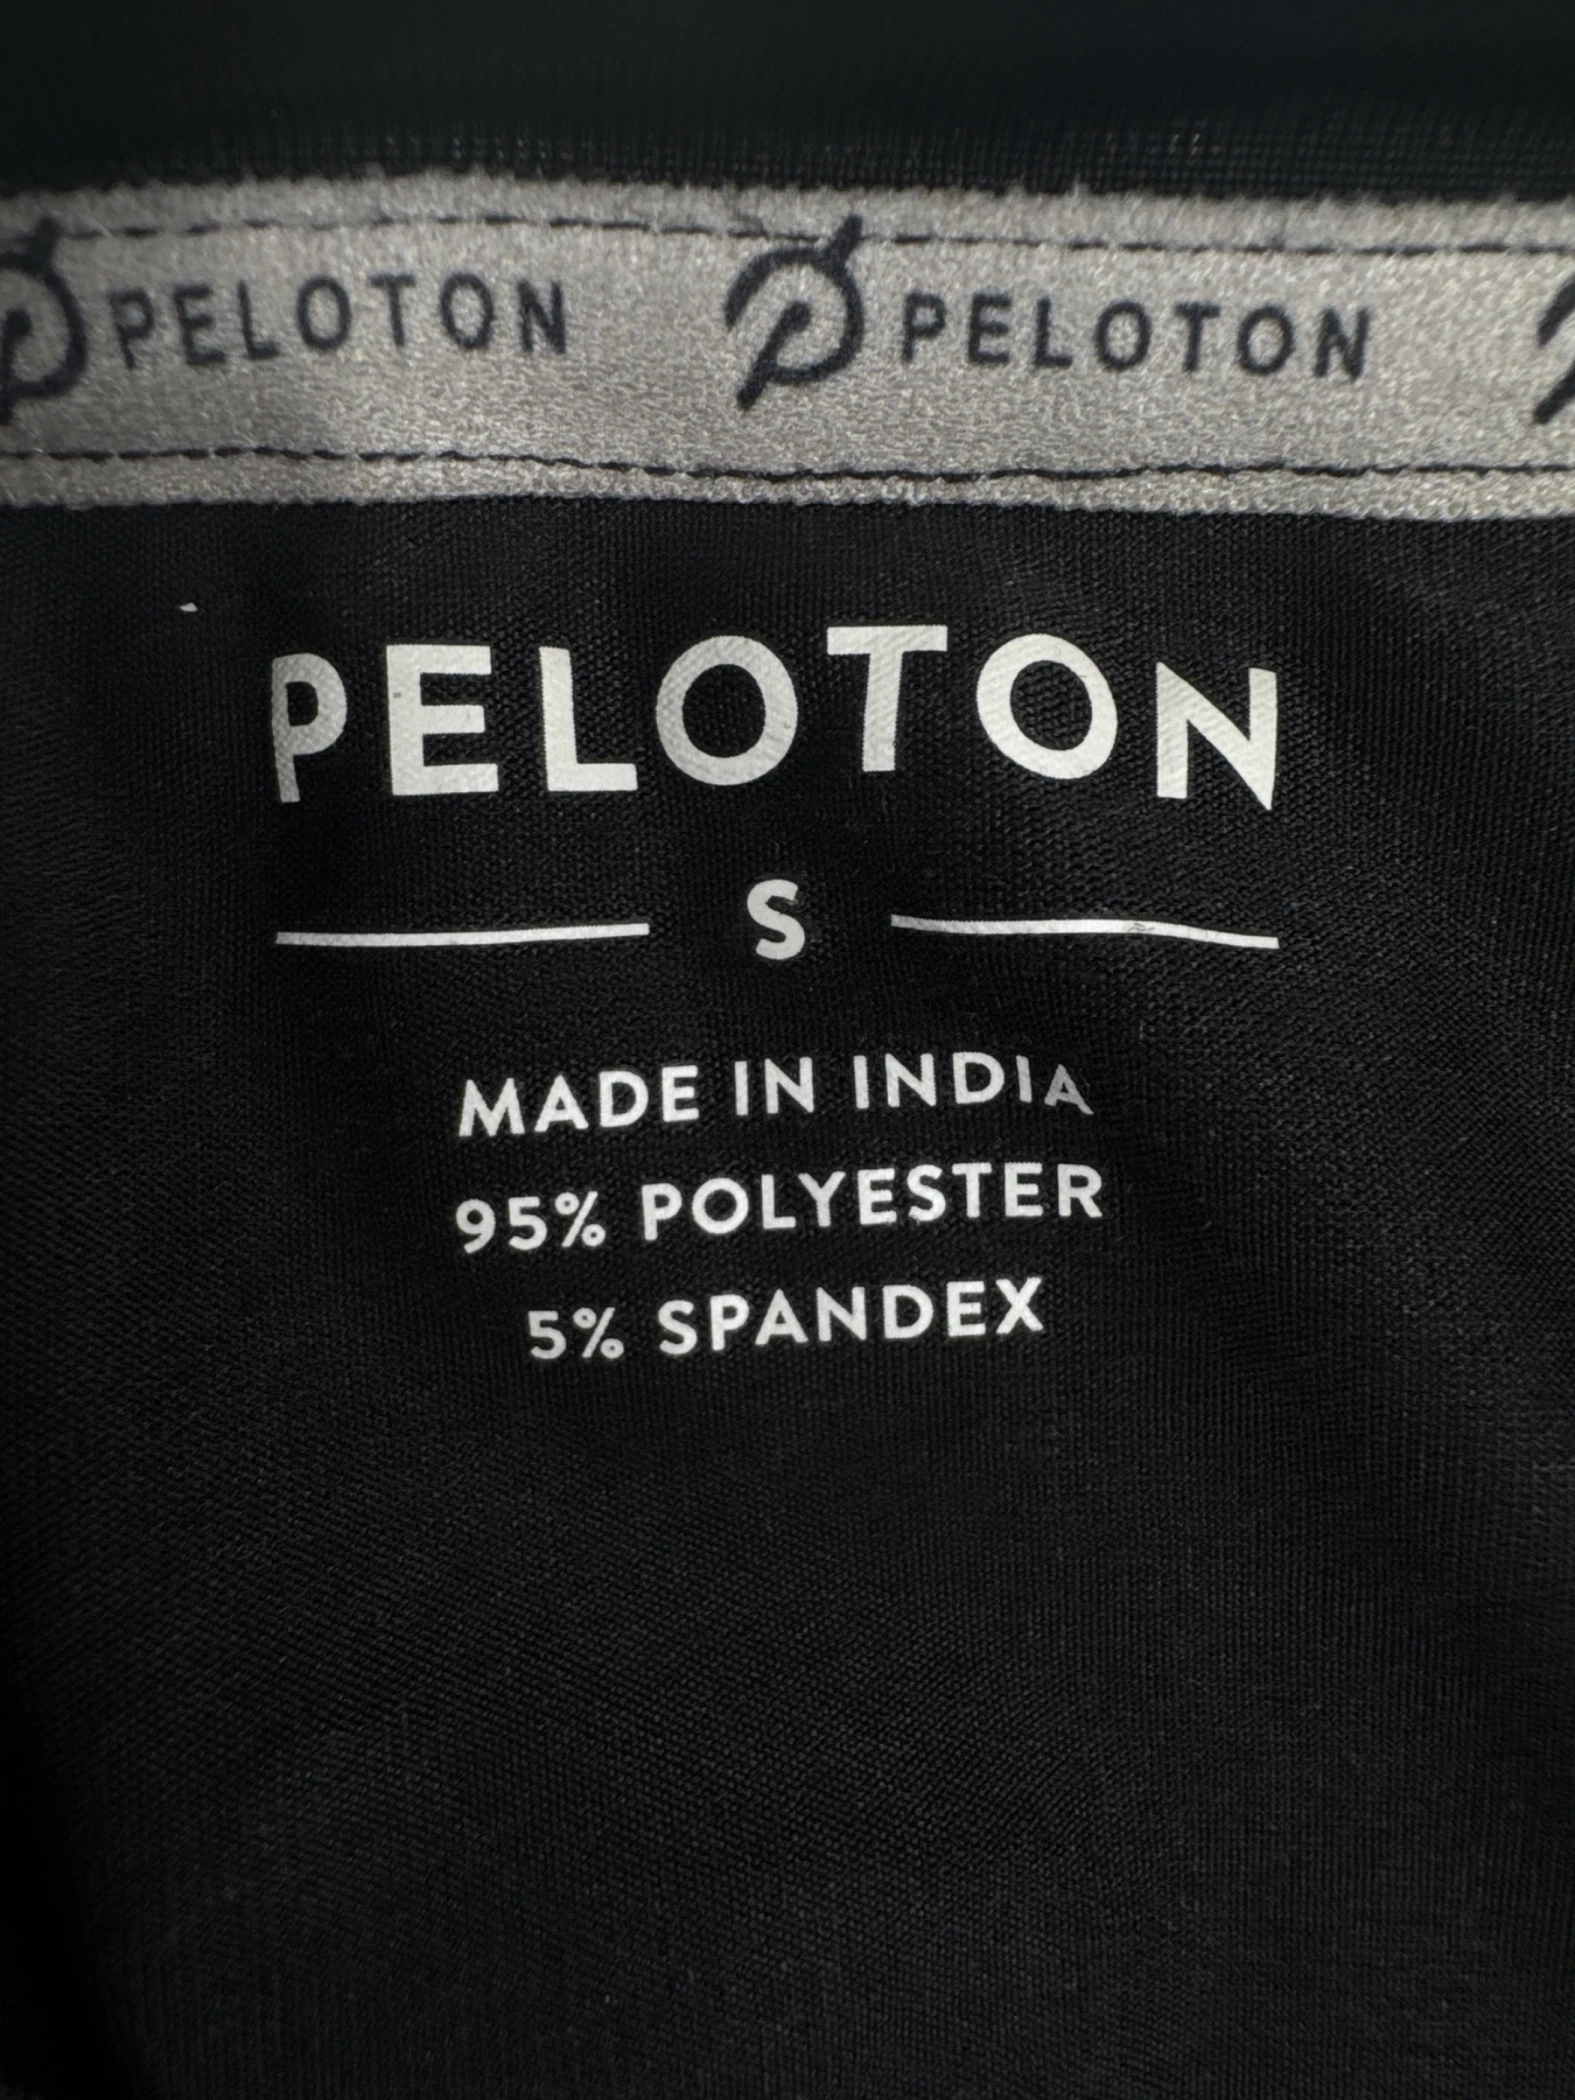 PELOTON PELOTON
PELOTON
S
MADE IN INDIA
95% POLYESTER
5% SPANDEX